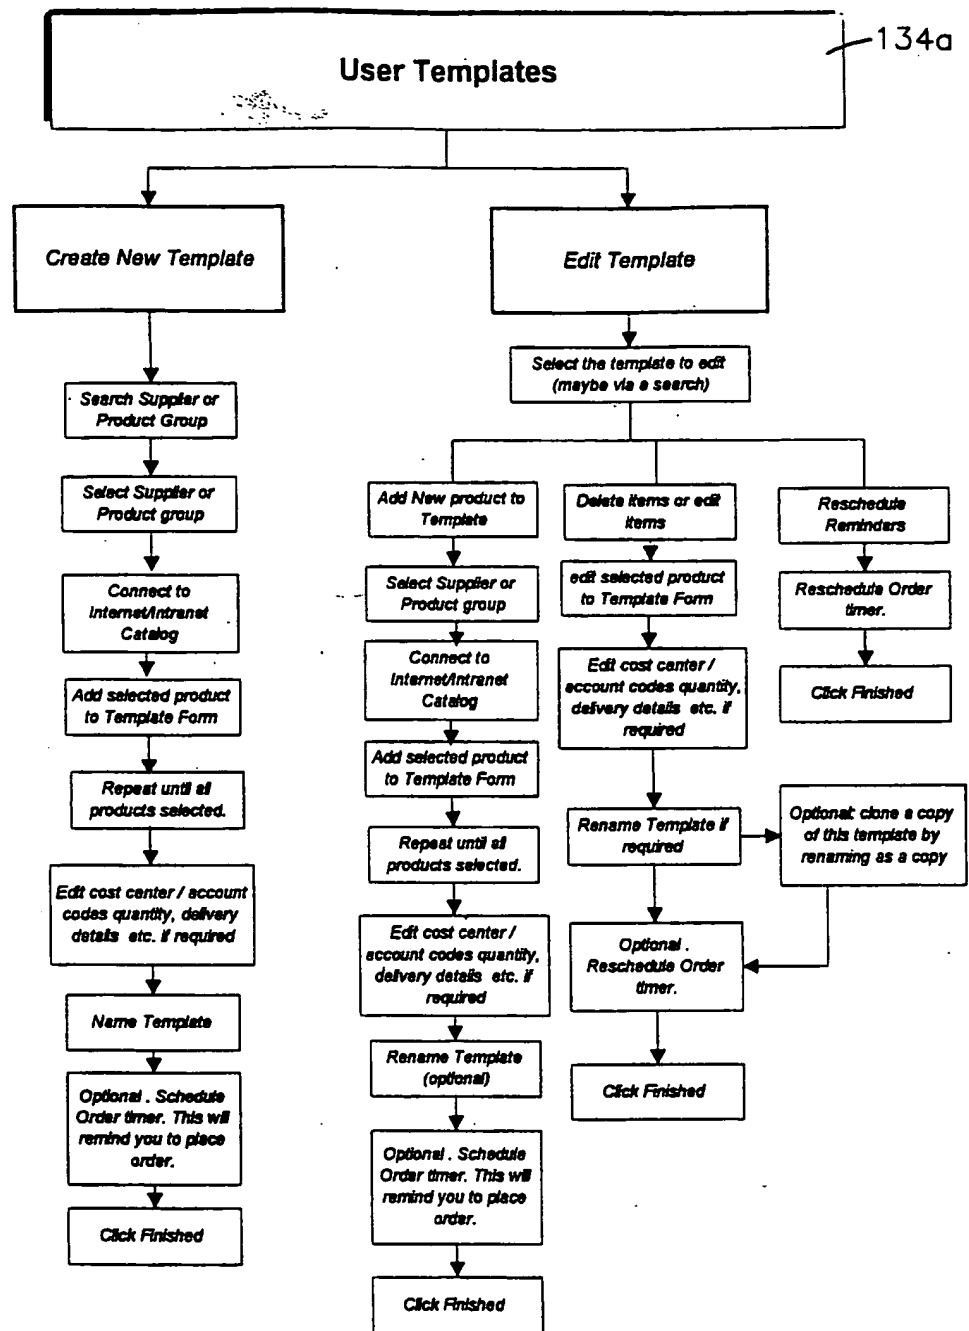 134a
User Templates
Create New Template
Edit Template
Search Supplier or
Product Group
Select Supplier or
Product group
Connect to
Internet/Intranet
Catalog
Add selected product
to Template Form
Repeat until all
products selected.
Edit cost center / account
codes quantity, delivery
details etc. if required
Name Template
Optional . Schedule
Order timer. This will
remind you to place
order.
Click Finished
Select the template to edit
(maybe via a search)
Add New product to
Template
Select Supplier or
Product group
Connect to
Internet/Intranet
Catalog
Add selected product
to Template Form
Repeat until all
products selected.
Edit cost center /
account codes quantity,
delivery details etc. if
required
Rename Template
(optional)
Optional . Schedule
Order timer. This will
remind you to place
order.
Click Finished
Delete items or edit
items
edit selected product
to Template Form
Edit cost center /
account codes quantity,
delivery details etc. if
required
Rename Template if
required
Optional: clone a copy
of this template by
renaming as a copy
Optional .
Reschedule Order
timer.
Click Finished
Reschedule
Reminders
Reschedule Order
timer.
Click Finished